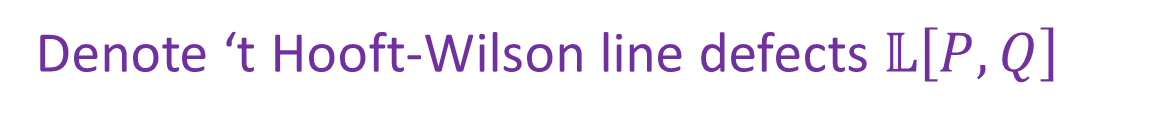 Denote ‘t Hooft-Wilson line defects 𝕃[𝑃, 𝑄]